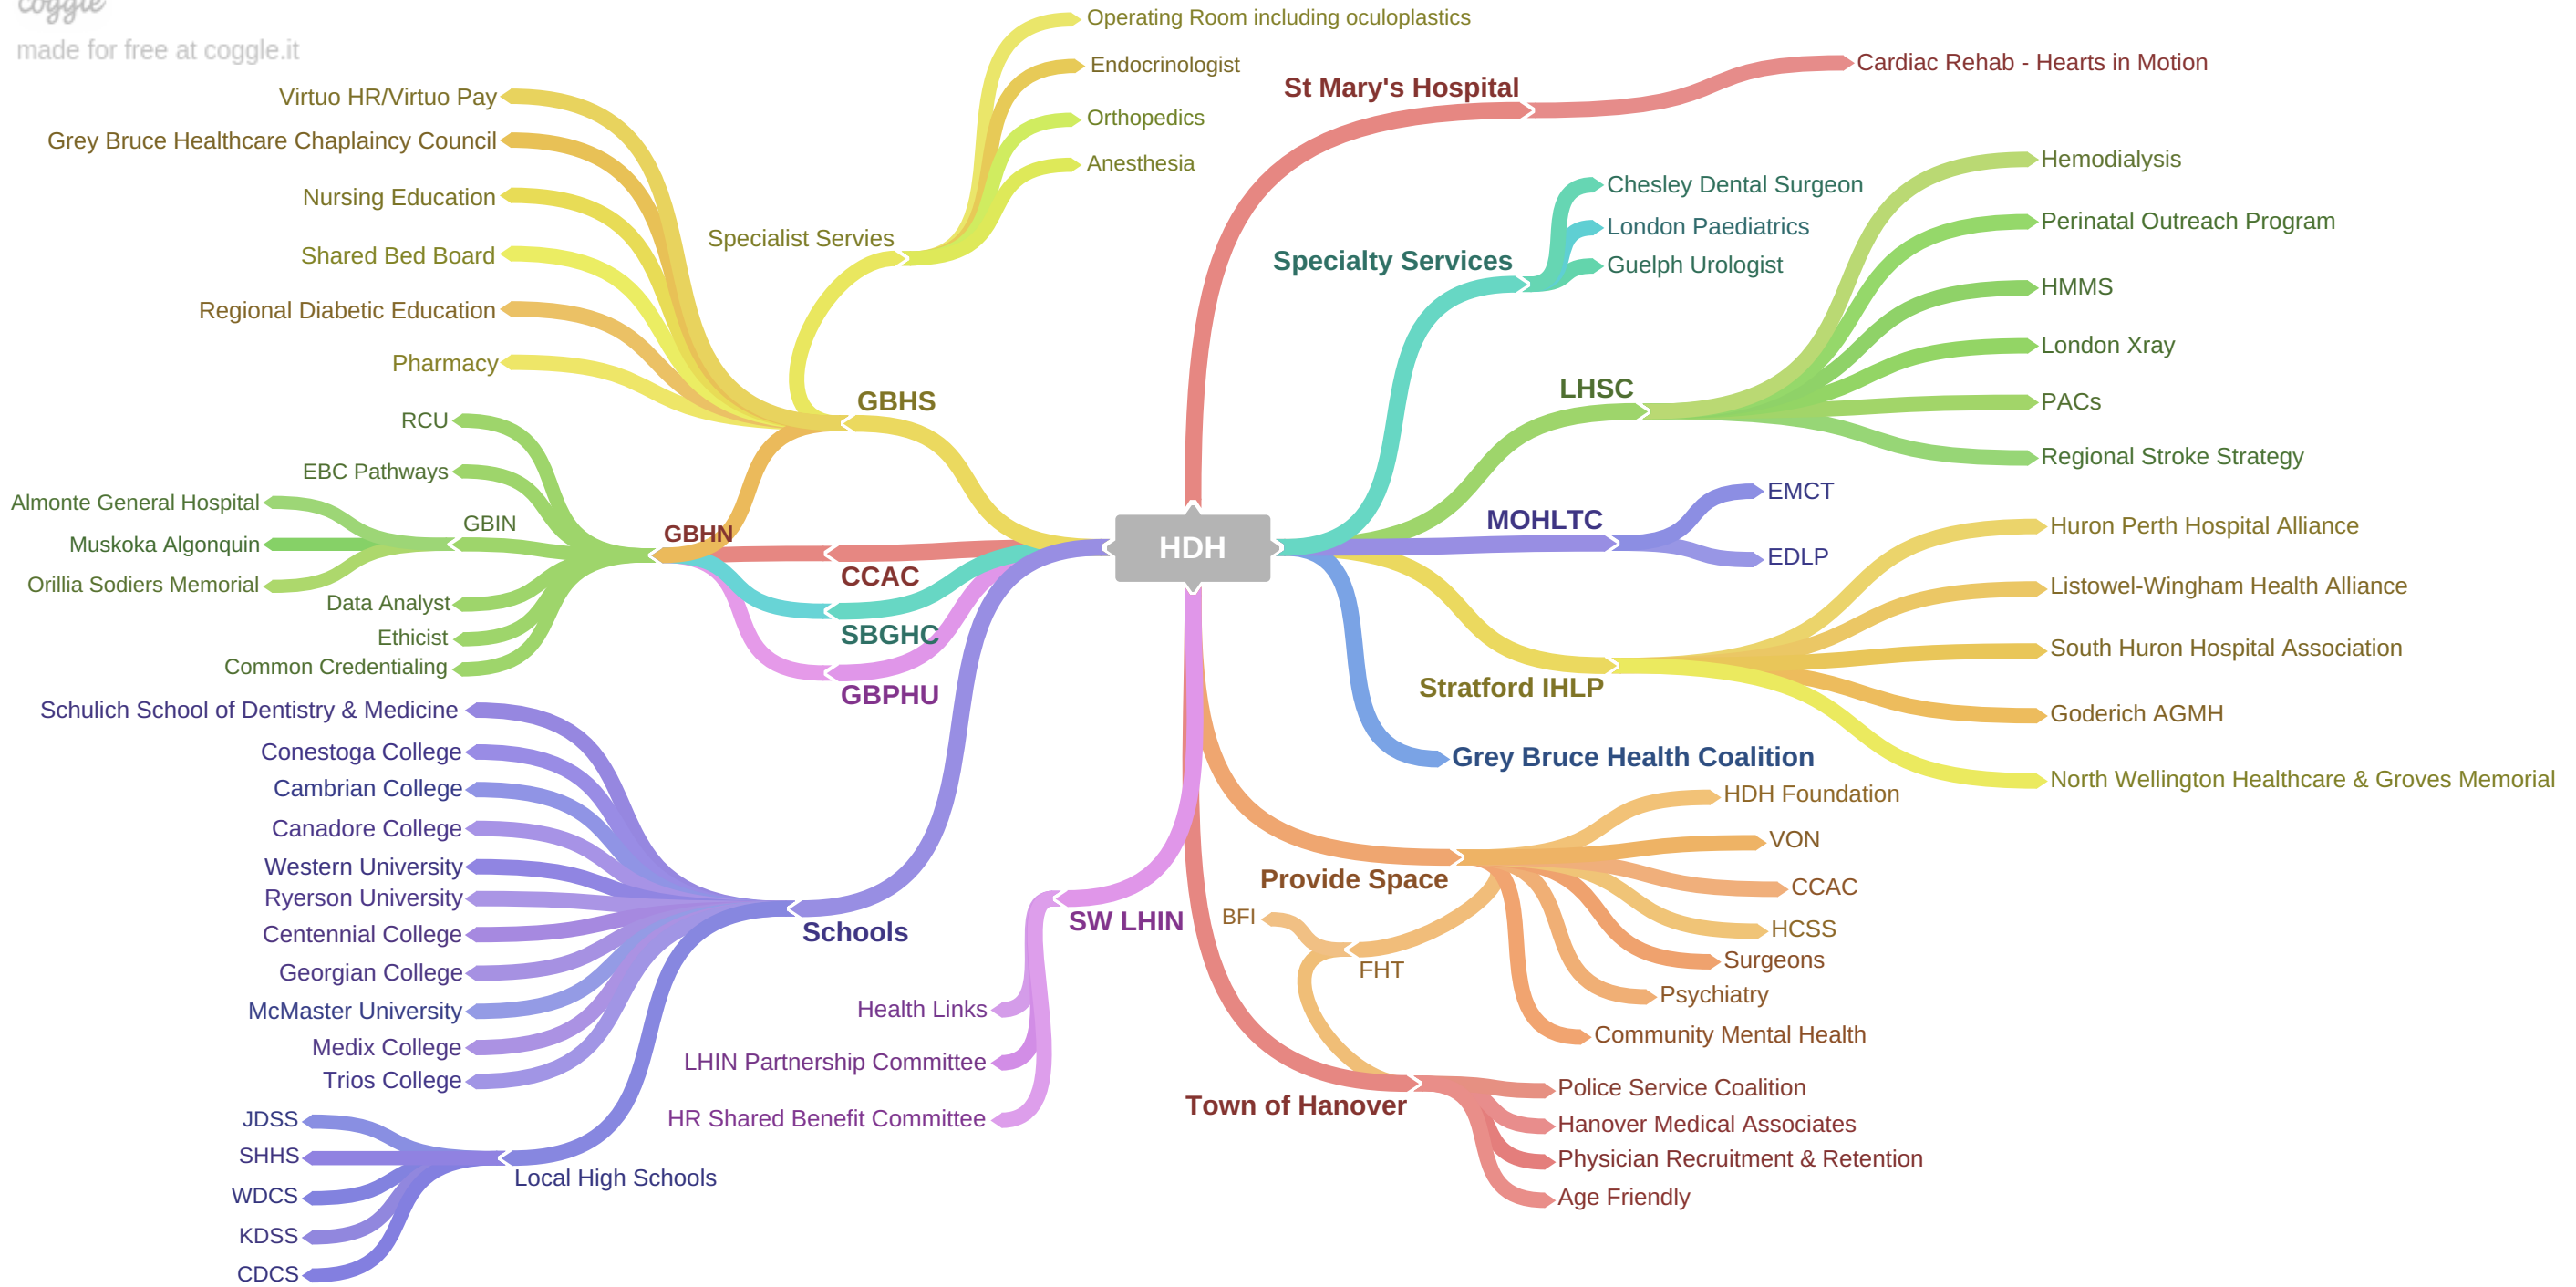 coggle
made for free at coggle.it
Operating Room including oculoplastics
Endocrinologist
Orthopedics
Anesthesia
Specialist Servies
Virtuo HR/Virtuo Pay
Grey Bruce Healthcare Chaplaincy Council
Nursing Education
Shared Bed Board
Regional Diabetic Education
Pharmacy
GBHS
RCU
EBC Pathways
Almonte General Hospital
Muskoka Algonquin
Orillia Sodiers Memorial
GBIN
Data Analyst
Ethicist
Common Credentialing
GBHN
CCAC
SBGHC
GBPHU
Schulich School of Dentistry & Medicine
Conestoga College
Cambrian College
Canadore College
Western University
Ryerson University
Centennial College
Georgian College
McMaster University
Medix College
Trios College
Schools
JDSS
SHHS
WDCS
KDSS
CDCS
Local High Schools
HDH
St Mary's Hospital
Cardiac Rehab - Hearts in Motion
Specialty Services
Chesley Dental Surgeon
London Paediatrics
Guelph Urologist
LHSC
Hemodialysis
Perinatal Outreach Program
HMMS
London Xray
PACs
Regional Stroke Strategy
MOHLTC
EMCT
EDLP
Stratford IHLP
Huron Perth Hospital Alliance
Listowel-Wingham Health Alliance
South Huron Hospital Association
Goderich AGMH
North Wellington Healthcare & Groves Memorial
Grey Bruce Health Coalition
Provide Space
HDH Foundation
VON
CCAC
HCSS
Surgeons
Psychiatry
Community Mental Health
BFI
FHT
SW LHIN
Health Links
LHIN Partnership Committee
HR Shared Benefit Committee
Town of Hanover
Police Service Coalition
Hanover Medical Associates
Physician Recruitment & Retention
Age Friendly